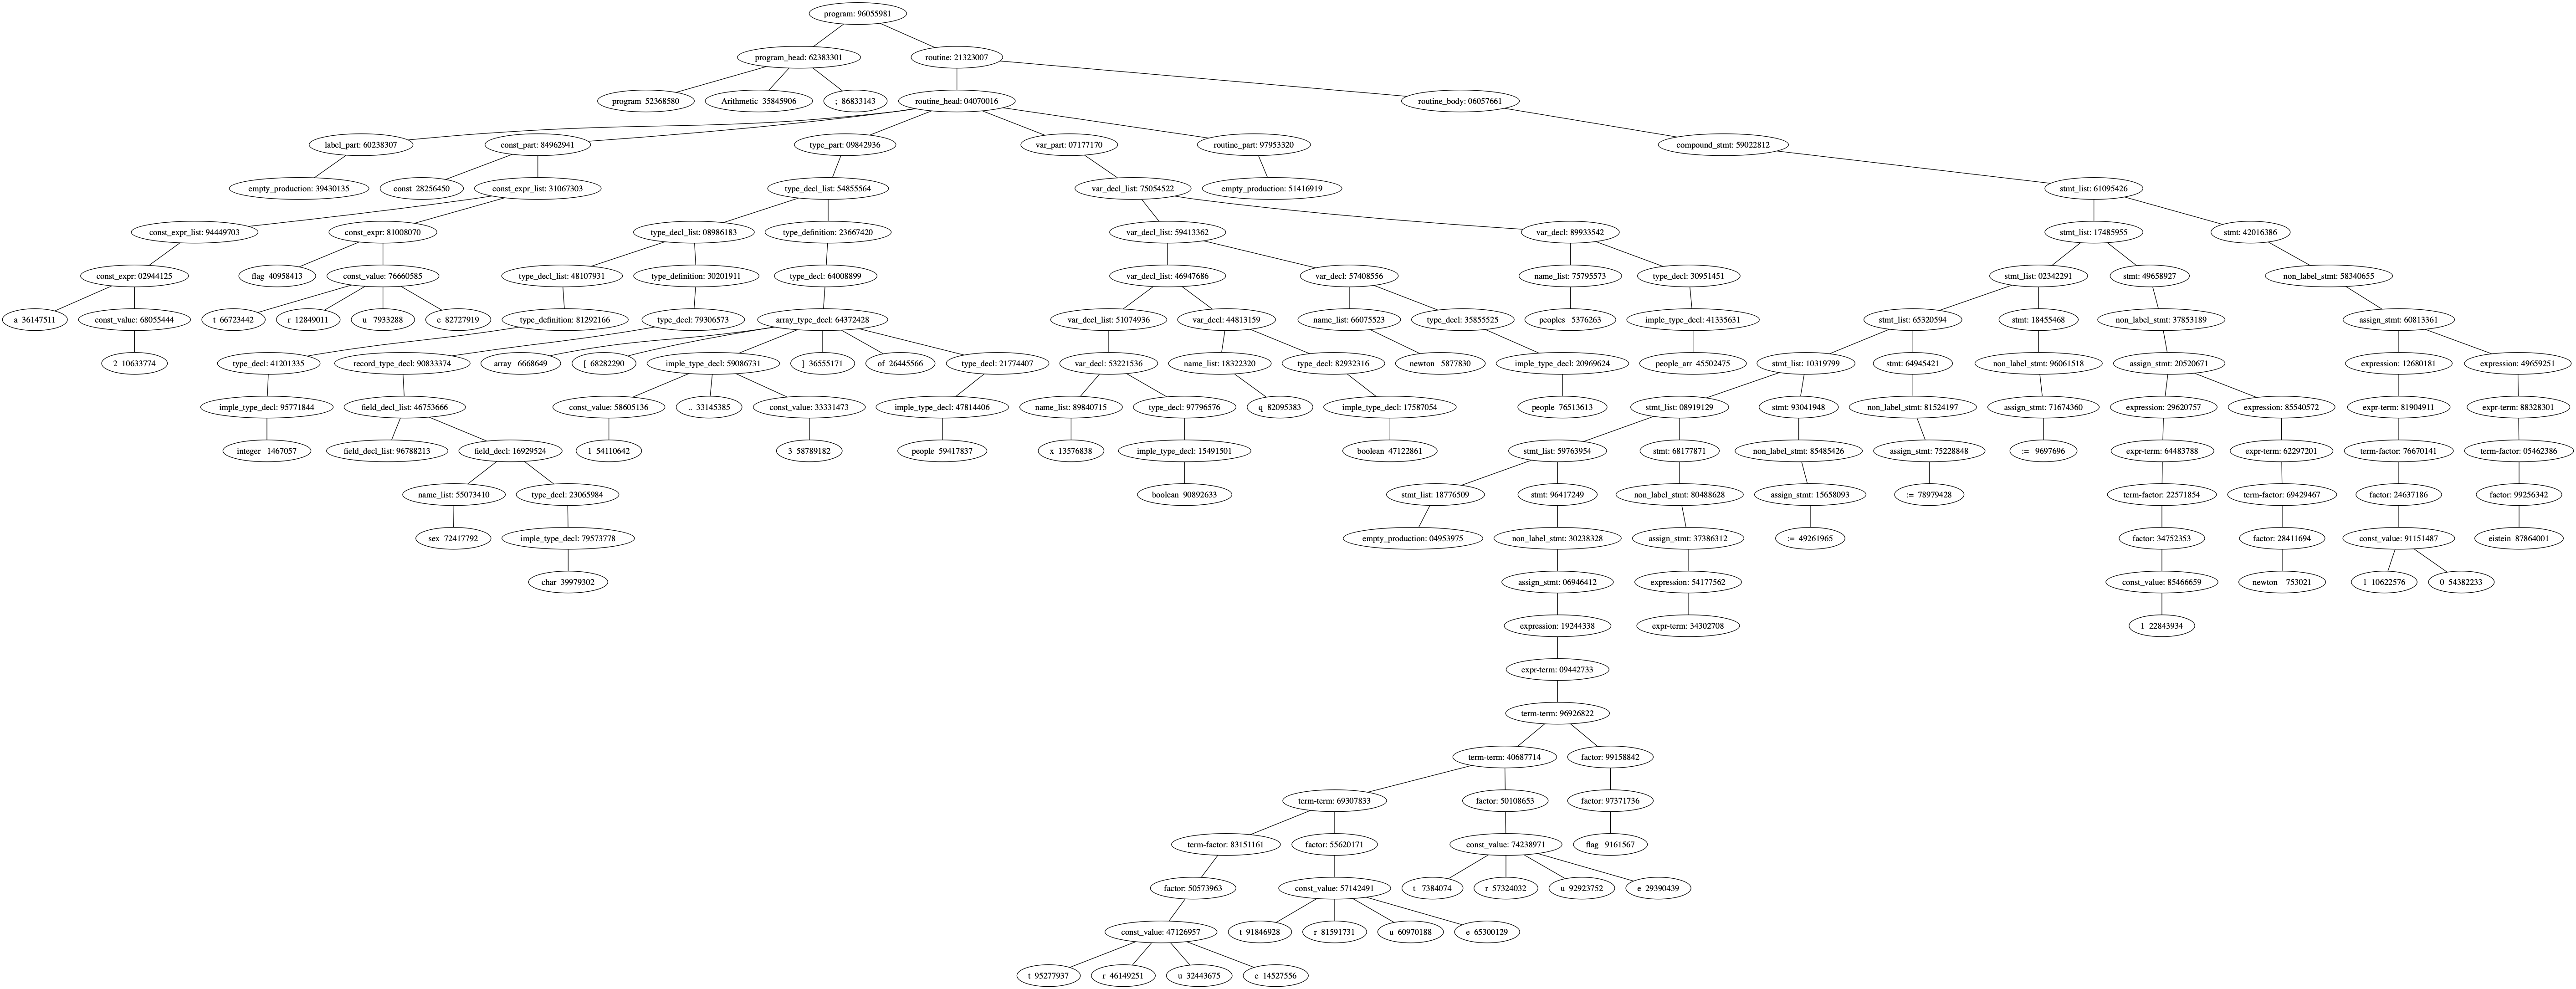 program: 96055981
program_head: 62383301 routine: 21323007
program 52368580 Arithmetic 35845906 ; 86833143 routine_head: 04070016 routine_body: 06057661
label_part: 60238307 const_part: 84962941 type_part: 09842936 var_part: 07177170 routine_part: 97953320 compound_stmt: 59022812
empty_production: 39430135 const 28256450 const_expr_list: 31067303 type_decl_list: 54855564 var_decl_list: 75054522 empty_production: 51416919 stmt_list: 61095426
const_expr_list: 94449703 const_expr: 81008070 type_decl_list: 08986183 type_definition: 23667420 var_decl_list: 59413362 var_decl: 89933542 stmt_list: 17485955 stmt: 42016386
const_expr: 02944125 flag 40958413 const_value: 76660585 type_decl_list: 48107931 type_definition: 30201911 type_decl: 64008899 var_decl_list: 46947686 var_decl: 57408556 name_list: 75795573 type_decl: 30951451 stmt_list: 02342291 stmt: 49658927 non_label_stmt: 58340655
a 36147511 const_value: 68055444 t 66723442 r 12849011 u 7933288 e 82727919 type_definition: 81292166 type_decl: 79306573 array_type_decl: 64372428 var_decl_list: 51074936 var_decl: 44813159 name_list: 66075523 type_decl: 35855525 peoples 5376263 imple_type_decl: 41335631 stmt_list: 65320594 stmt: 18455468 non_label_stmt: 37853189 assign_stmt: 60813361
2 10633774 type_decl: 41201335 record_type_decl: 90833374 array 6668649 [ 68282290 imple_type_decl: 59086731 ] 36555171 of 26445566 type_decl: 21774407 var_decl: 53221536 name_list: 18322320 type_decl: 82932316 newton 5877830 imple_type_decl: 20969624 people_arr 45502475 stmt_list: 10319799 stmt: 64945421 non_label_stmt: 96061518 assign_stmt: 20520671 expression: 12680181 expression: 49659251
imple_type_decl: 95771844 field_decl_list: 46753666 const_value: 58605136 .. 33145385 const_value: 33331473 imple_type_decl: 47814406 name_list: 89840715 type_decl: 97796576 q 82095383 imple_type_decl: 17587054 people 76513613 stmt_list: 08919129 stmt: 93041948 non_label_stmt: 81524197 assign_stmt: 71674360 expression: 29620757 expression: 85540572 expr-term: 81904911 expr-term: 88328301
integer 1467057 field_decl_list: 96788213 field_decl: 16929524 1 54110642 3 58789182 people 59417837 x 13576838 imple_type_decl: 15491501 boolean 47122861 stmt_list: 59763954 stmt: 68177871 non_label_stmt: 85485426 assign_stmt: 75228848 := 9697696 expr-term: 64483788 expr-term: 62297201 term-factor: 76670141 term-factor: 05462386
name_list: 55073410 type_decl: 23065984 boolean 90892633 stmt_list: 18776509 stmt: 96417249 non_label_stmt: 80488628 assign_stmt: 15658093 := 78979428 term-factor: 22571854 term-factor: 69429467 factor: 24637186 factor: 99256342
sex 72417792 imple_type_decl: 79573778 empty_production: 04953975 non_label_stmt: 30238328 assign_stmt: 37386312 := 49261965 factor: 34752353 factor: 28411694 const_value: 91151487 eistein 87864001
char 39979302 assign_stmt: 06946412 expression: 54177562 const_value: 85466659 newton 753021 1 10622576 0 54382233
expression: 19244338 expr-term: 34302708 1 22843934
expr-term: 09442733
term-term: 96926822
term-term: 40687714 factor: 99158842
term-term: 69307833 factor: 50108653 factor: 97371736
term-factor: 83151161 factor: 55620171 const_value: 74238971 flag 9161567
factor: 50573963 const_value: 57142491 t 7384074 r 57324032 u 92923752 e 29390439
const_value: 47126957 t 91846928 r 81591731 u 60970188 e 65300129
t 95277937 r 46149251 u 32443675 e 14527556